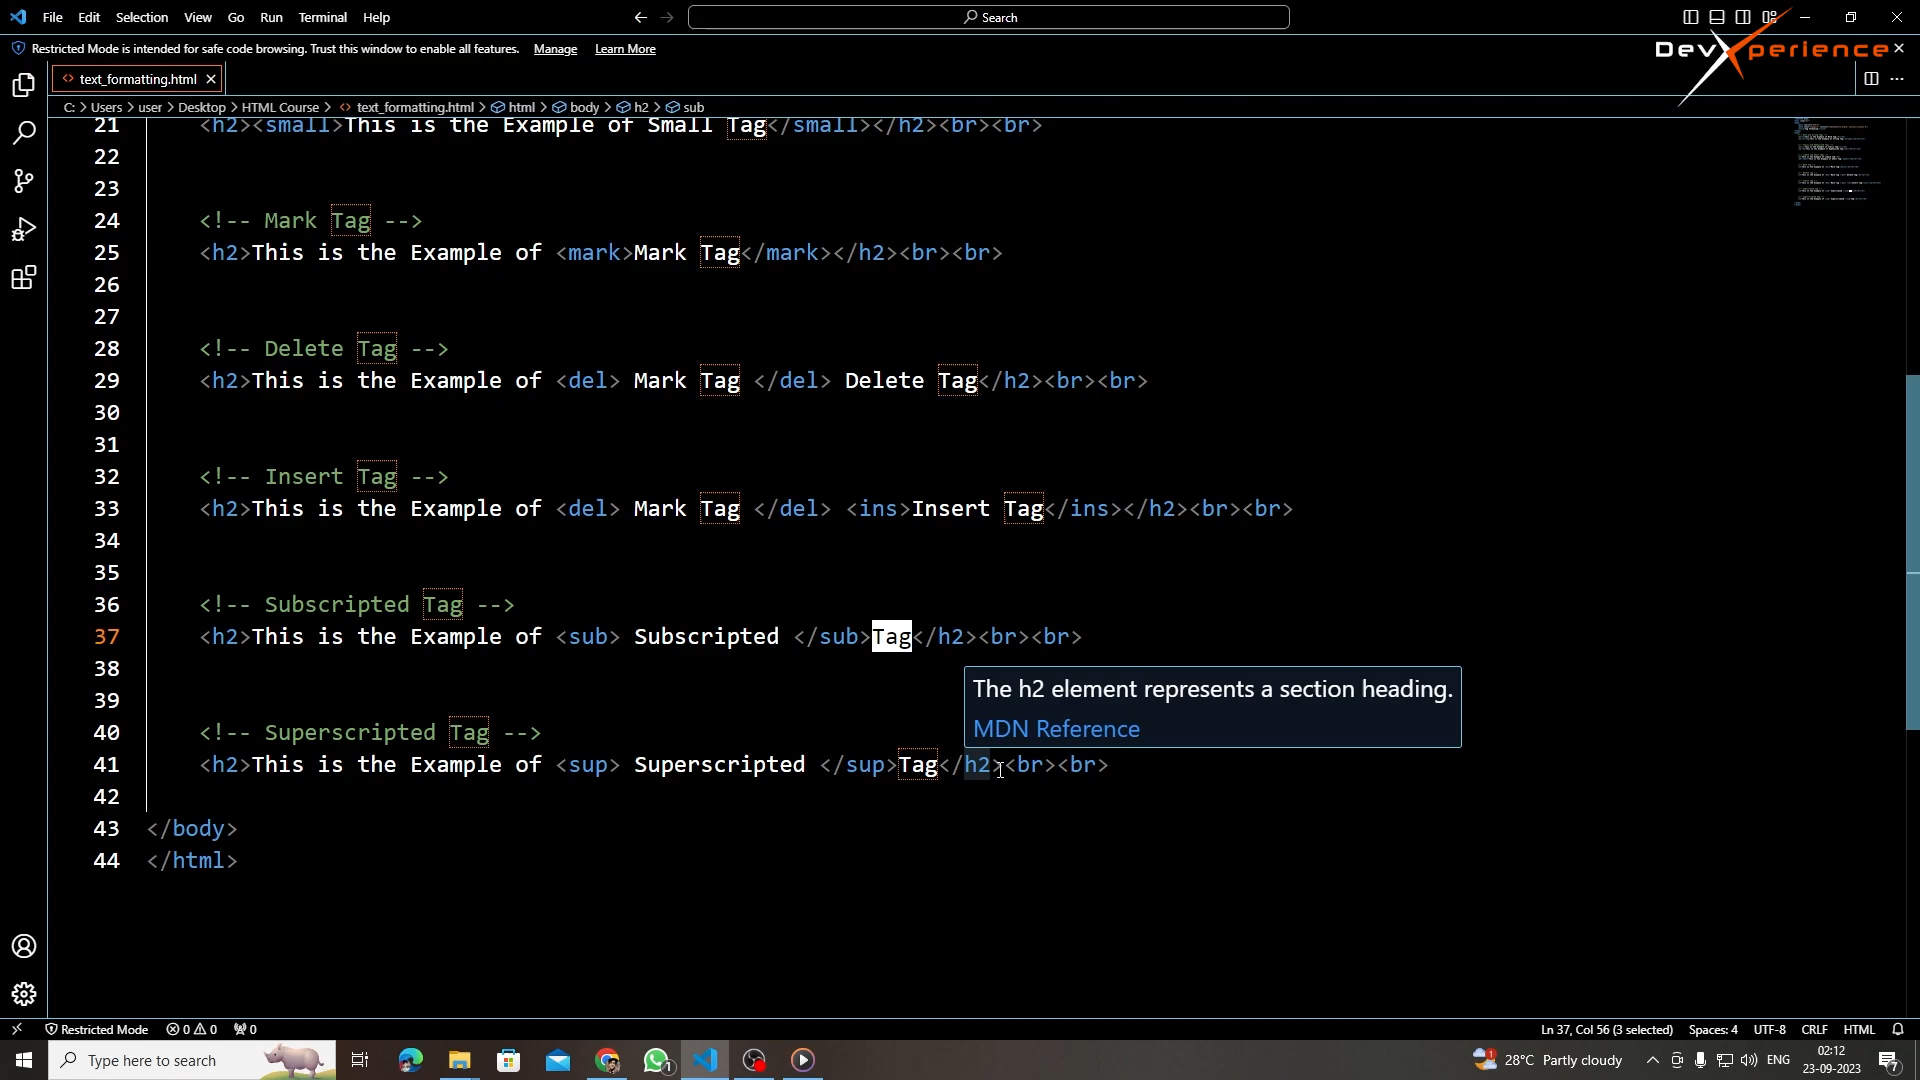 File Edit Selection View Go Run Terminal Help Search
Restricted Mode is intended for safe code browsing. Trust this window to enable all features. Manage Learn More
DevXperience
text_formatting.html
C: > Users > user > Desktop > HTML Course > text_formatting.html > html > body > h2 > sub
21 <h2><small>This is the Example of Small Tag</small></h2><br><br>
22
23
24 <!-- Mark Tag -->
25 <h2>This is the Example of <mark>Mark Tag</mark></h2><br><br>
26
27
28 <!-- Delete Tag -->
29 <h2>This is the Example of <del> Mark Tag </del> Delete Tag</h2><br><br>
30
31
32 <!-- Insert Tag -->
33 <h2>This is the Example of <del> Mark Tag </del> <ins>Insert Tag</ins></h2><br><br>
34
35
36 <!-- Subscripted Tag -->
37 <h2>This is the Example of <sub> Subscripted </sub>Tag</h2><br><br>
38
39
The h2 element represents a section heading.
MDN Reference
40 <!-- Superscripted Tag -->
41 <h2>This is the Example of <sup> Superscripted </sup>Tag</h2><br><br>
42
43 </body>
44 </html>
Restricted Mode 0 0 0 Ln 37, Col 56 (3 selected) Spaces: 4 UTF-8 CRLF HTML
Type here to search 1 1 28°C Partly cloudy ENG 02:12 7
23-09-2023